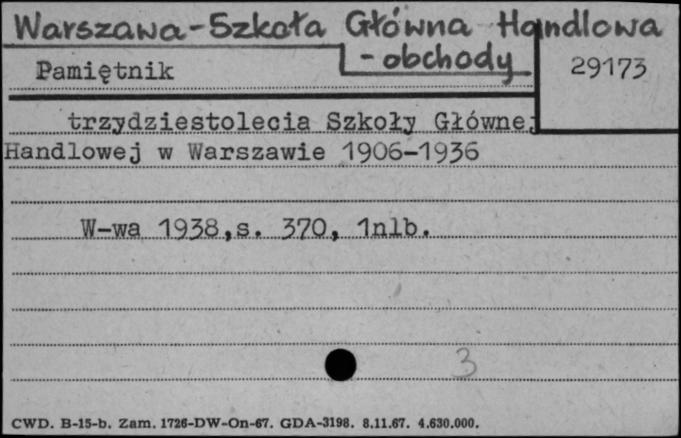 Warszawa-Szkoła Główna Handlowa
- obchody
Pamiętnik
29173
trzydziestolecia Szkoły Głównej
Handlowej w Warszawie 1906-1936
W-wa 1938,s. 370, 1nlb.
3
CWD. B-15-b. Zam. 1726-DW-On-67. GDA-3198. 8.11.67. 4.630.000.